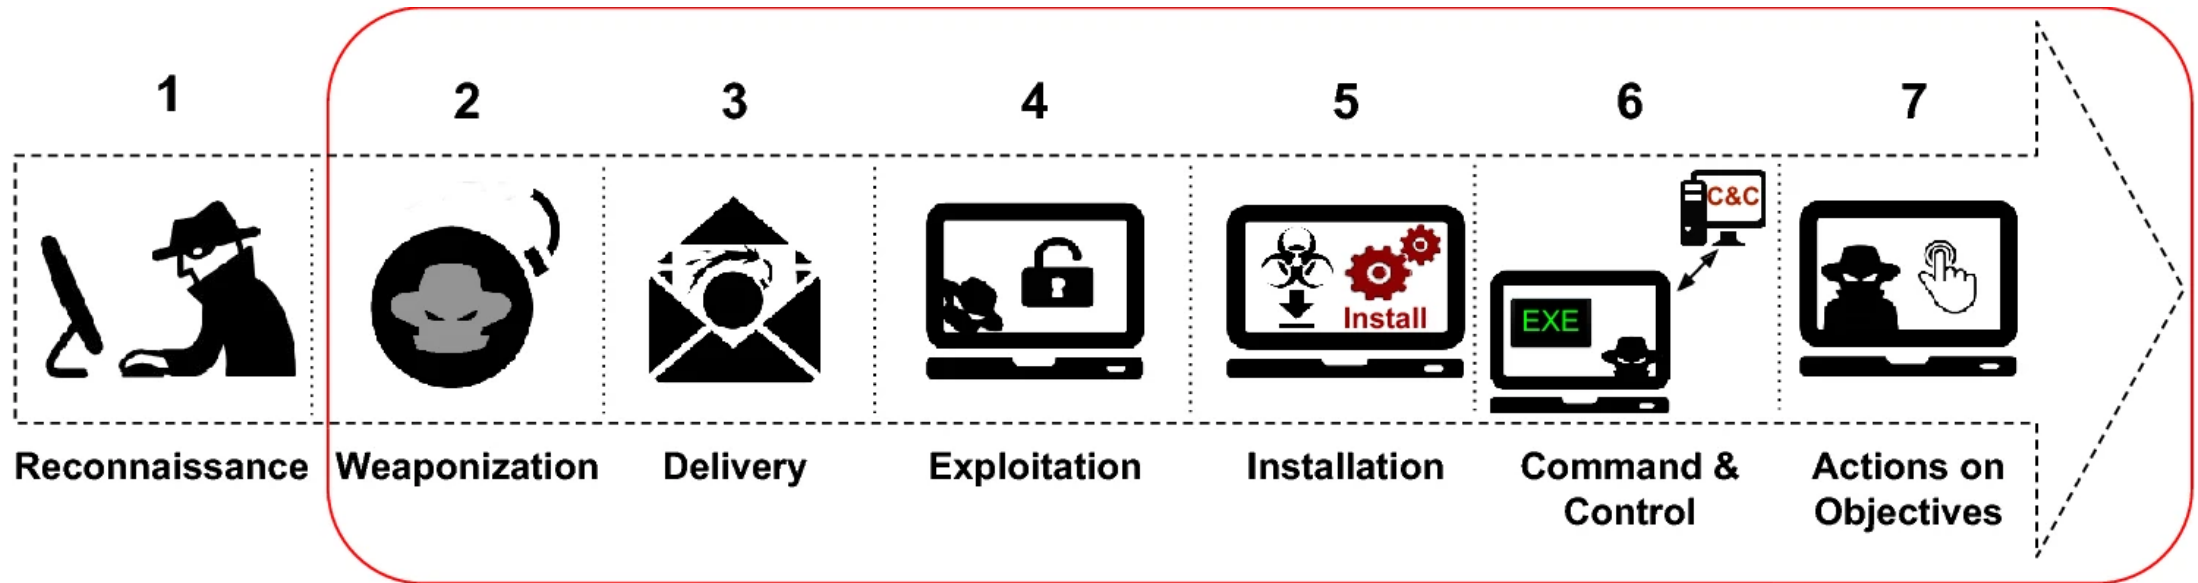 1
2
3
4
5
6
7
C&C
EXE
Install
Reconnaissance
Weaponization
Delivery
Exploitation
Installation
Command &
Control
Actions on
Objectives